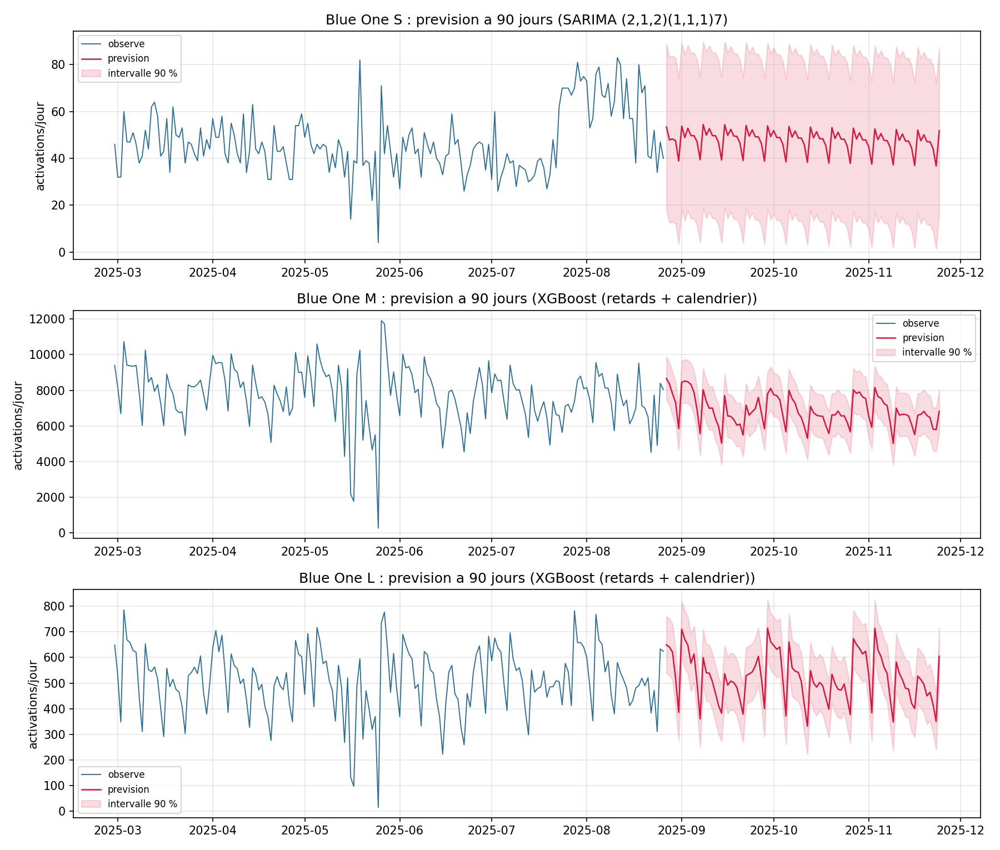 Blue One S : prevision a 90 jours (SARIMA (2,1,2)(1,1,1)7)
observe
prevision
intervalle 90 %
activations/jour
80
60
40
20
0
2025-03 2025-04 2025-05 2025-06 2025-07 2025-08 2025-09 2025-10 2025-11 2025-12
Blue One M : prevision a 90 jours (XGBoost (retards + calendrier))
observe
prevision
intervalle 90 %
activations/jour
12000
10000
8000
6000
4000
2000
0
2025-03 2025-04 2025-05 2025-06 2025-07 2025-08 2025-09 2025-10 2025-11 2025-12
Blue One L : prevision a 90 jours (XGBoost (retards + calendrier))
activations/jour
800
700
600
500
400
300
200
100
0
observe
prevision
intervalle 90 %
2025-03 2025-04 2025-05 2025-06 2025-07 2025-08 2025-09 2025-10 2025-11 2025-12